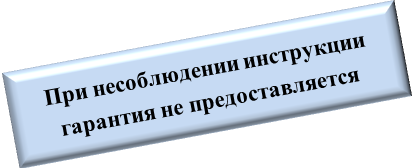 При несоблюдении инструкции
гарантия не предоставляется